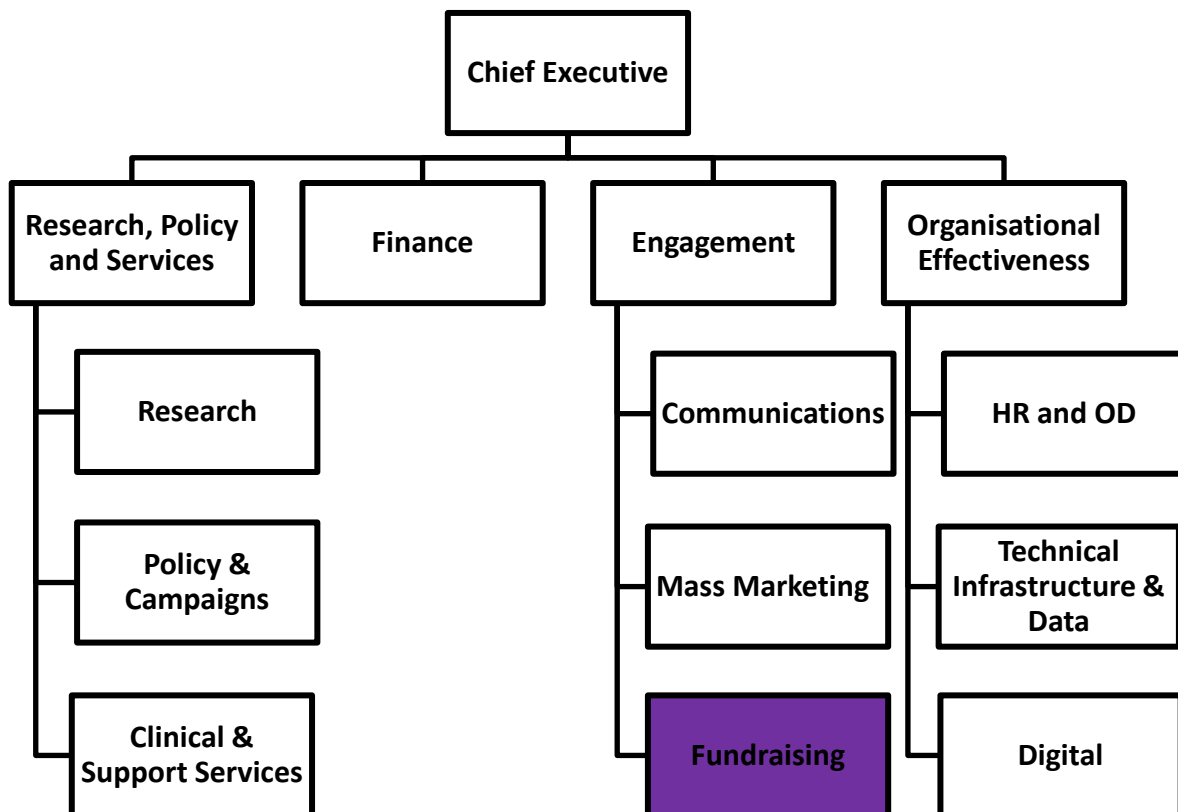 Chief Executive
Research, Policy
and Services
Finance
Engagement
Organisational
Effectiveness
Research
Communications
HR and OD
Policy &
Campaigns
Mass Marketing
Technical
Infrastructure &
Data
Clinical &
Support Services
Fundraising
Digital